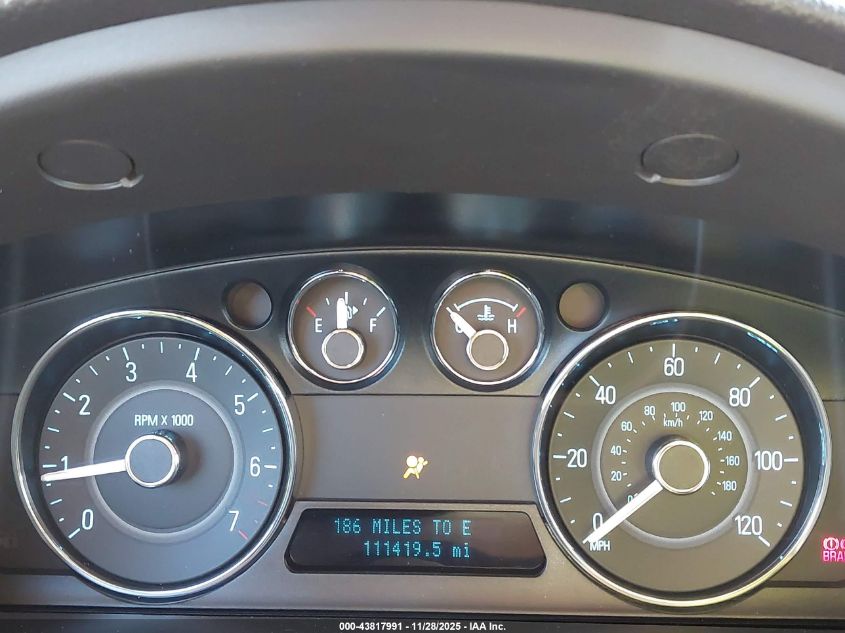 E F
C H
0 1 2 3 4 5 6 7
RPM X 1000
0 20 40 60 80 100 120
MPH
20 40 60 80 100 120 140 160 180
km/h
186 MILES TO E
111419.5 mi
000-43817991 - 11/28/2025 - IAA Inc.